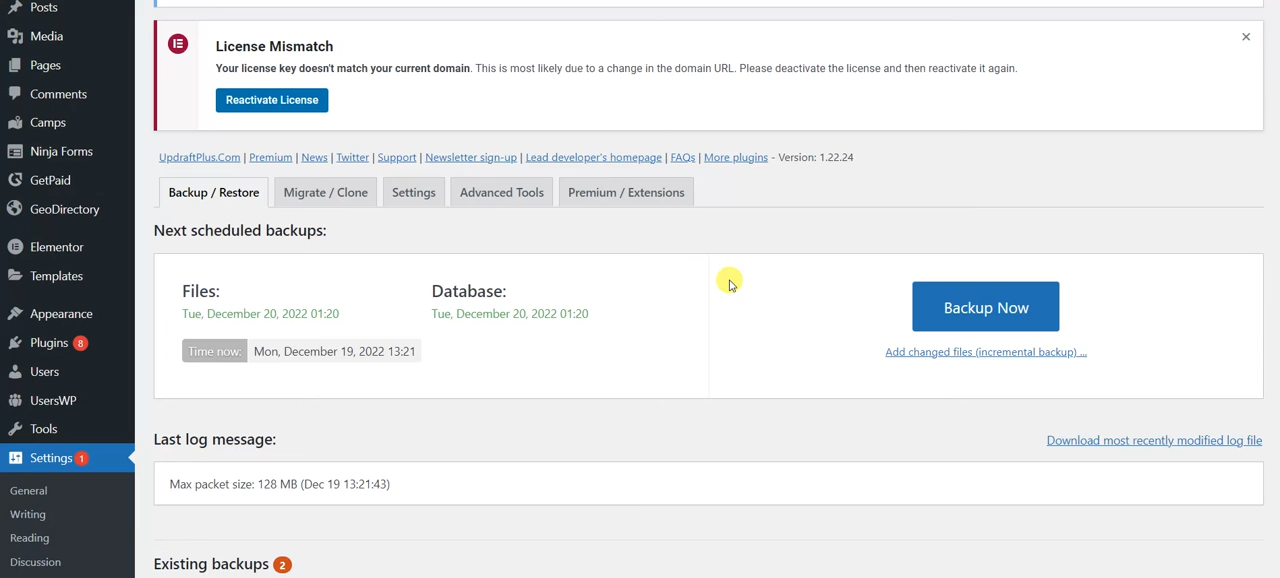 Posts
Media
Pages
Comments
Camps
Ninja Forms
GetPaid
GeoDirectory
Elementor
Templates
Appearance
Plugins 8
Users
UsersWP
Tools
Settings 1
General
Writing
Reading
Discussion
License Mismatch
Your license key doesn't match your current domain. This is most likely due to a change in the domain URL. Please deactivate the license and then reactivate it again.
Reactivate License
UpdraftPlus.Com | Premium | News | Twitter | Support | Newsletter sign-up | Lead developer's homepage | FAQs | More plugins - Version: 1.22.24
Backup / Restore Migrate / Clone Settings Advanced Tools Premium / Extensions
Next scheduled backups:
Files: Database:
Tue, December 20, 2022 01:20 Tue, December 20, 2022 01:20
Time now: Mon, December 19, 2022 13:21
Backup Now
Add changed files (incremental backup) ...
Last log message: Download most recently modified log file
Max packet size: 128 MB (Dec 19 13:21:43)
Existing backups 2